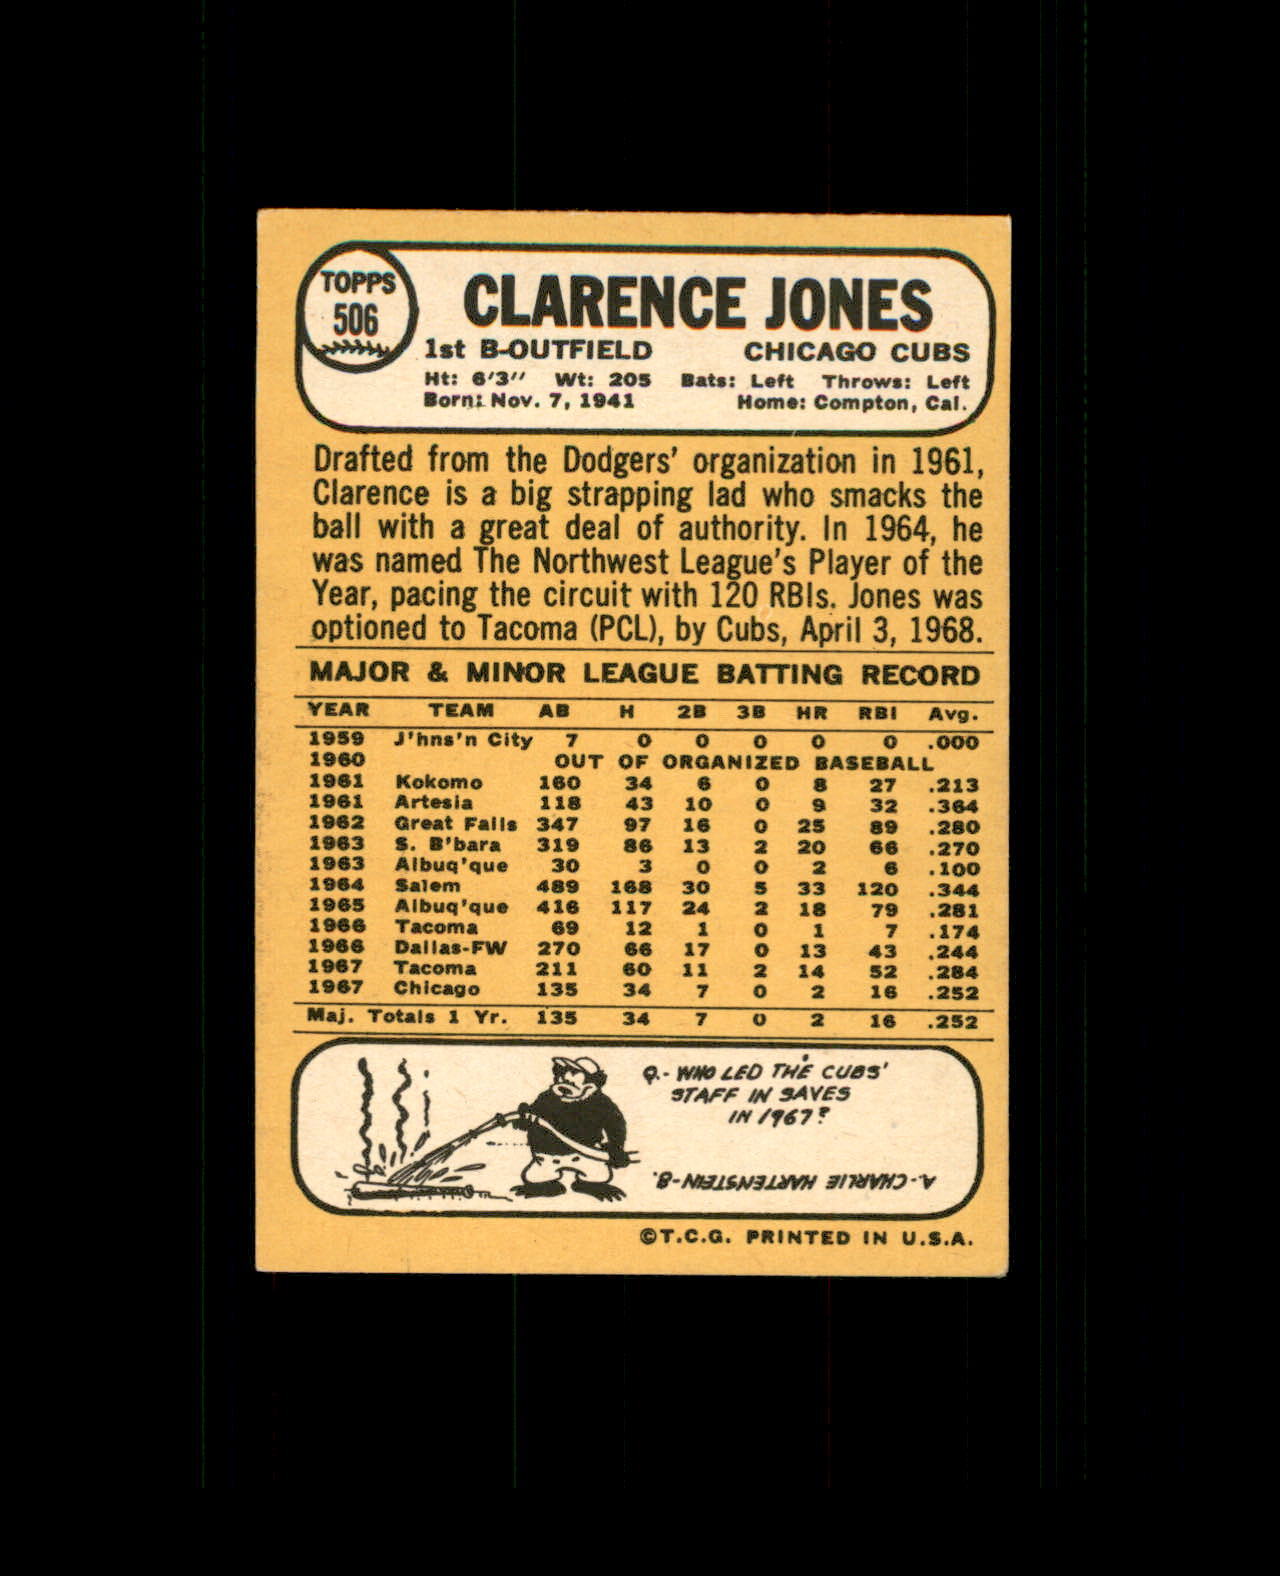 TOPPS
506
CLARENCE JONES
1st B-OUTFIELD CHICAGO CUBS
Ht: 6'3" Wt: 205 Bats: Left Throws: Left
Born: Nov. 7, 1941 Home: Compton, Cal.
Drafted from the Dodgers' organization in 1961,
Clarence is a big strapping lad who smacks the
ball with a great deal of authority. In 1964, he
was named The Northwest League's Player of the
Year, pacing the circuit with 120 RBIs. Jones was
optioned to Tacoma (PCL), by Cubs, April 3, 1968.
MAJOR & MINOR LEAGUE BATTING RECORD
YEAR TEAM AB H 2B 3B HR RBI Avg.
1959 J'hns'n City 7 0 0 0 0 0 .000
1960 OUT OF ORGANIZED BASEBALL
1961 Kokomo 160 34 6 0 8 27 .213
1961 Artesia 118 43 10 0 9 32 .364
1962 Great Falls 347 97 16 0 25 89 .280
1963 S. B'bara 319 86 13 2 20 66 .270
1963 Albuq'que 30 3 0 0 2 6 .100
1964 Salem 489 168 30 5 33 120 .344
1965 Albuq'que 416 117 24 2 18 79 .281
1966 Tacoma 69 12 1 0 1 7 .174
1966 Dallas-FW 270 66 17 0 13 43 .244
1967 Tacoma 211 60 11 2 14 52 .284
1967 Chicago 135 34 7 0 2 16 .252
Maj. Totals 1 Yr. 135 34 7 0 2 16 .252
Q.- WHO LED THE CUBS'
STAFF IN SAVES
IN 1967?
A.-CHARLIE HARTENSTEIN-8.
©T.C.G. PRINTED IN U.S.A.